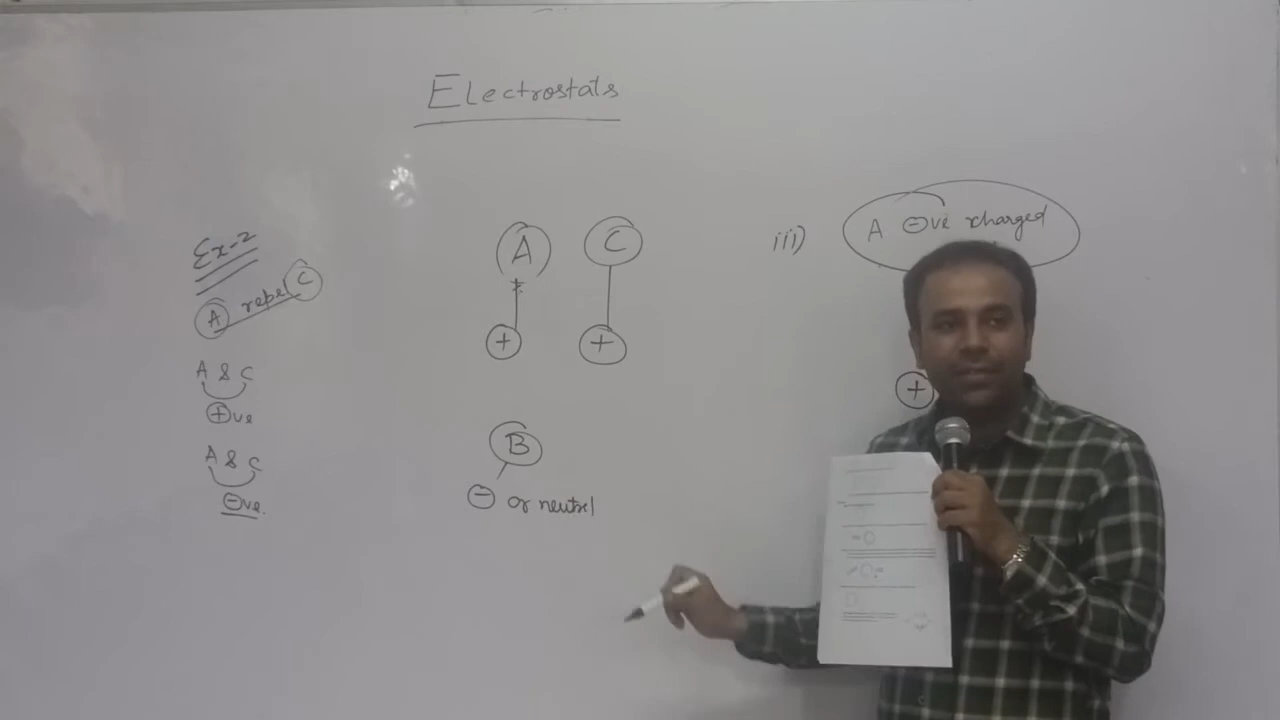 Electrostats
Ex-2
A repel C
A & C
+ve
A & C
-ve.
A C
+ +
B
- or neutral
iii) A -ve charged
+